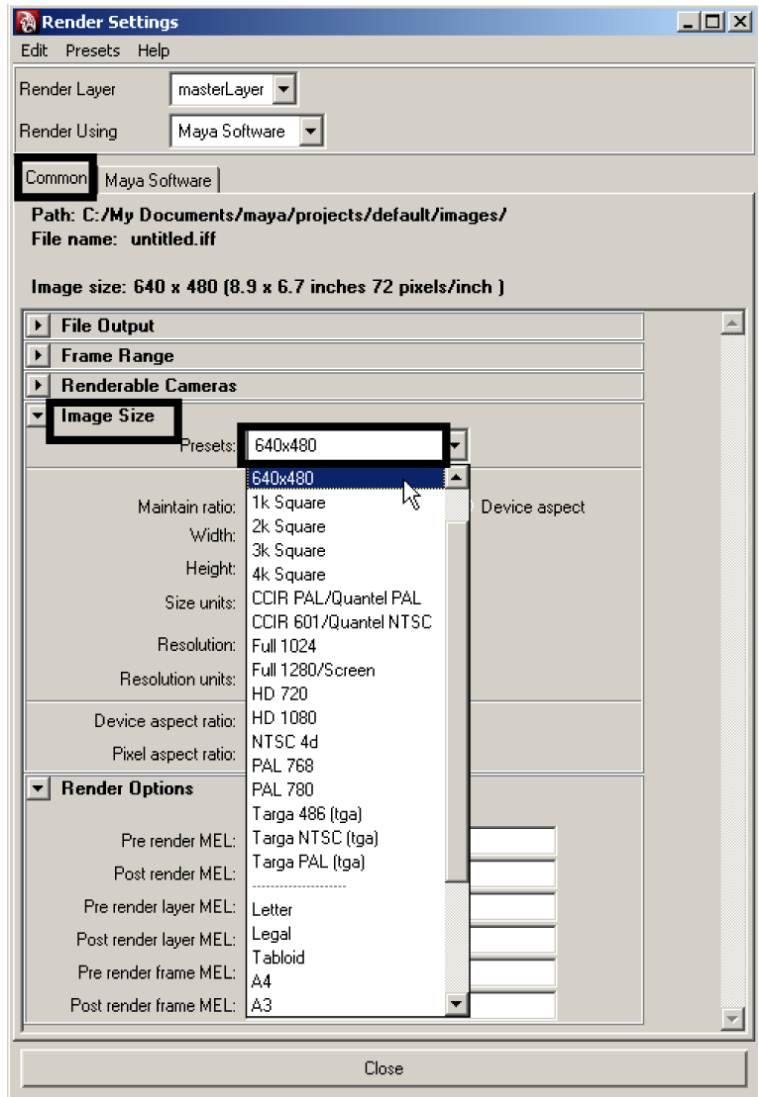 Render Settings
Edit Presets Help
Render Layer masterLayer
Render Using Maya Software
Common Maya Software
Path: C:/My Documents/maya/projects/default/images/
File name: untitled.iff
Image size: 640 x 480 (8.9 x 6.7 inches 72 pixels/inch )
File Output
Frame Range
Renderable Cameras
Image Size
Presets: 640x480
640x480
Maintain ratio: 1k Square Device aspect
Width: 2k Square
3k Square
Height: 4k Square
Size units: CCIR PAL/Quantel PAL
CCIR 601/Quantel NTSC
Resolution: Full 1024
Resolution units: Full 1280/Screen
HD 720
Device aspect ratio: HD 1080
NTSC 4d
Pixel aspect ratio: PAL 768
Render Options PAL 780
Targa 486 (tga)
Pre render MEL: Targa NTSC (tga)
Post render MEL: Targa PAL (tga)
--------------------
Pre render layer MEL: Letter
Post render layer MEL: Legal
Tabloid
Pre render frame MEL: A4
Post render frame MEL: A3
Close